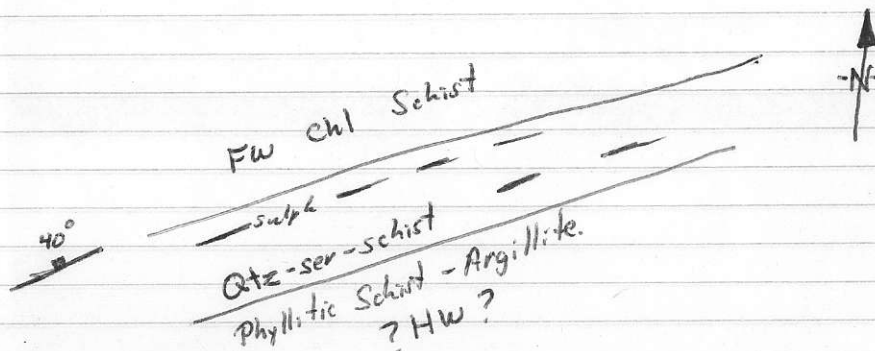 -N-
FW Chl Schist
sulph
40°
Qtz-ser-schist
Phyllitic Schist - Argillite.
? HW ?